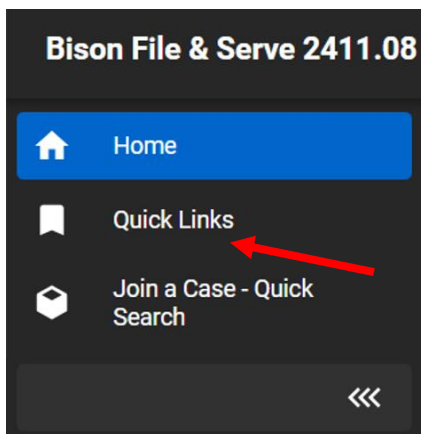 Bison File & Serve 2411.08
Home
Quick Links
Join a Case - Quick
Search